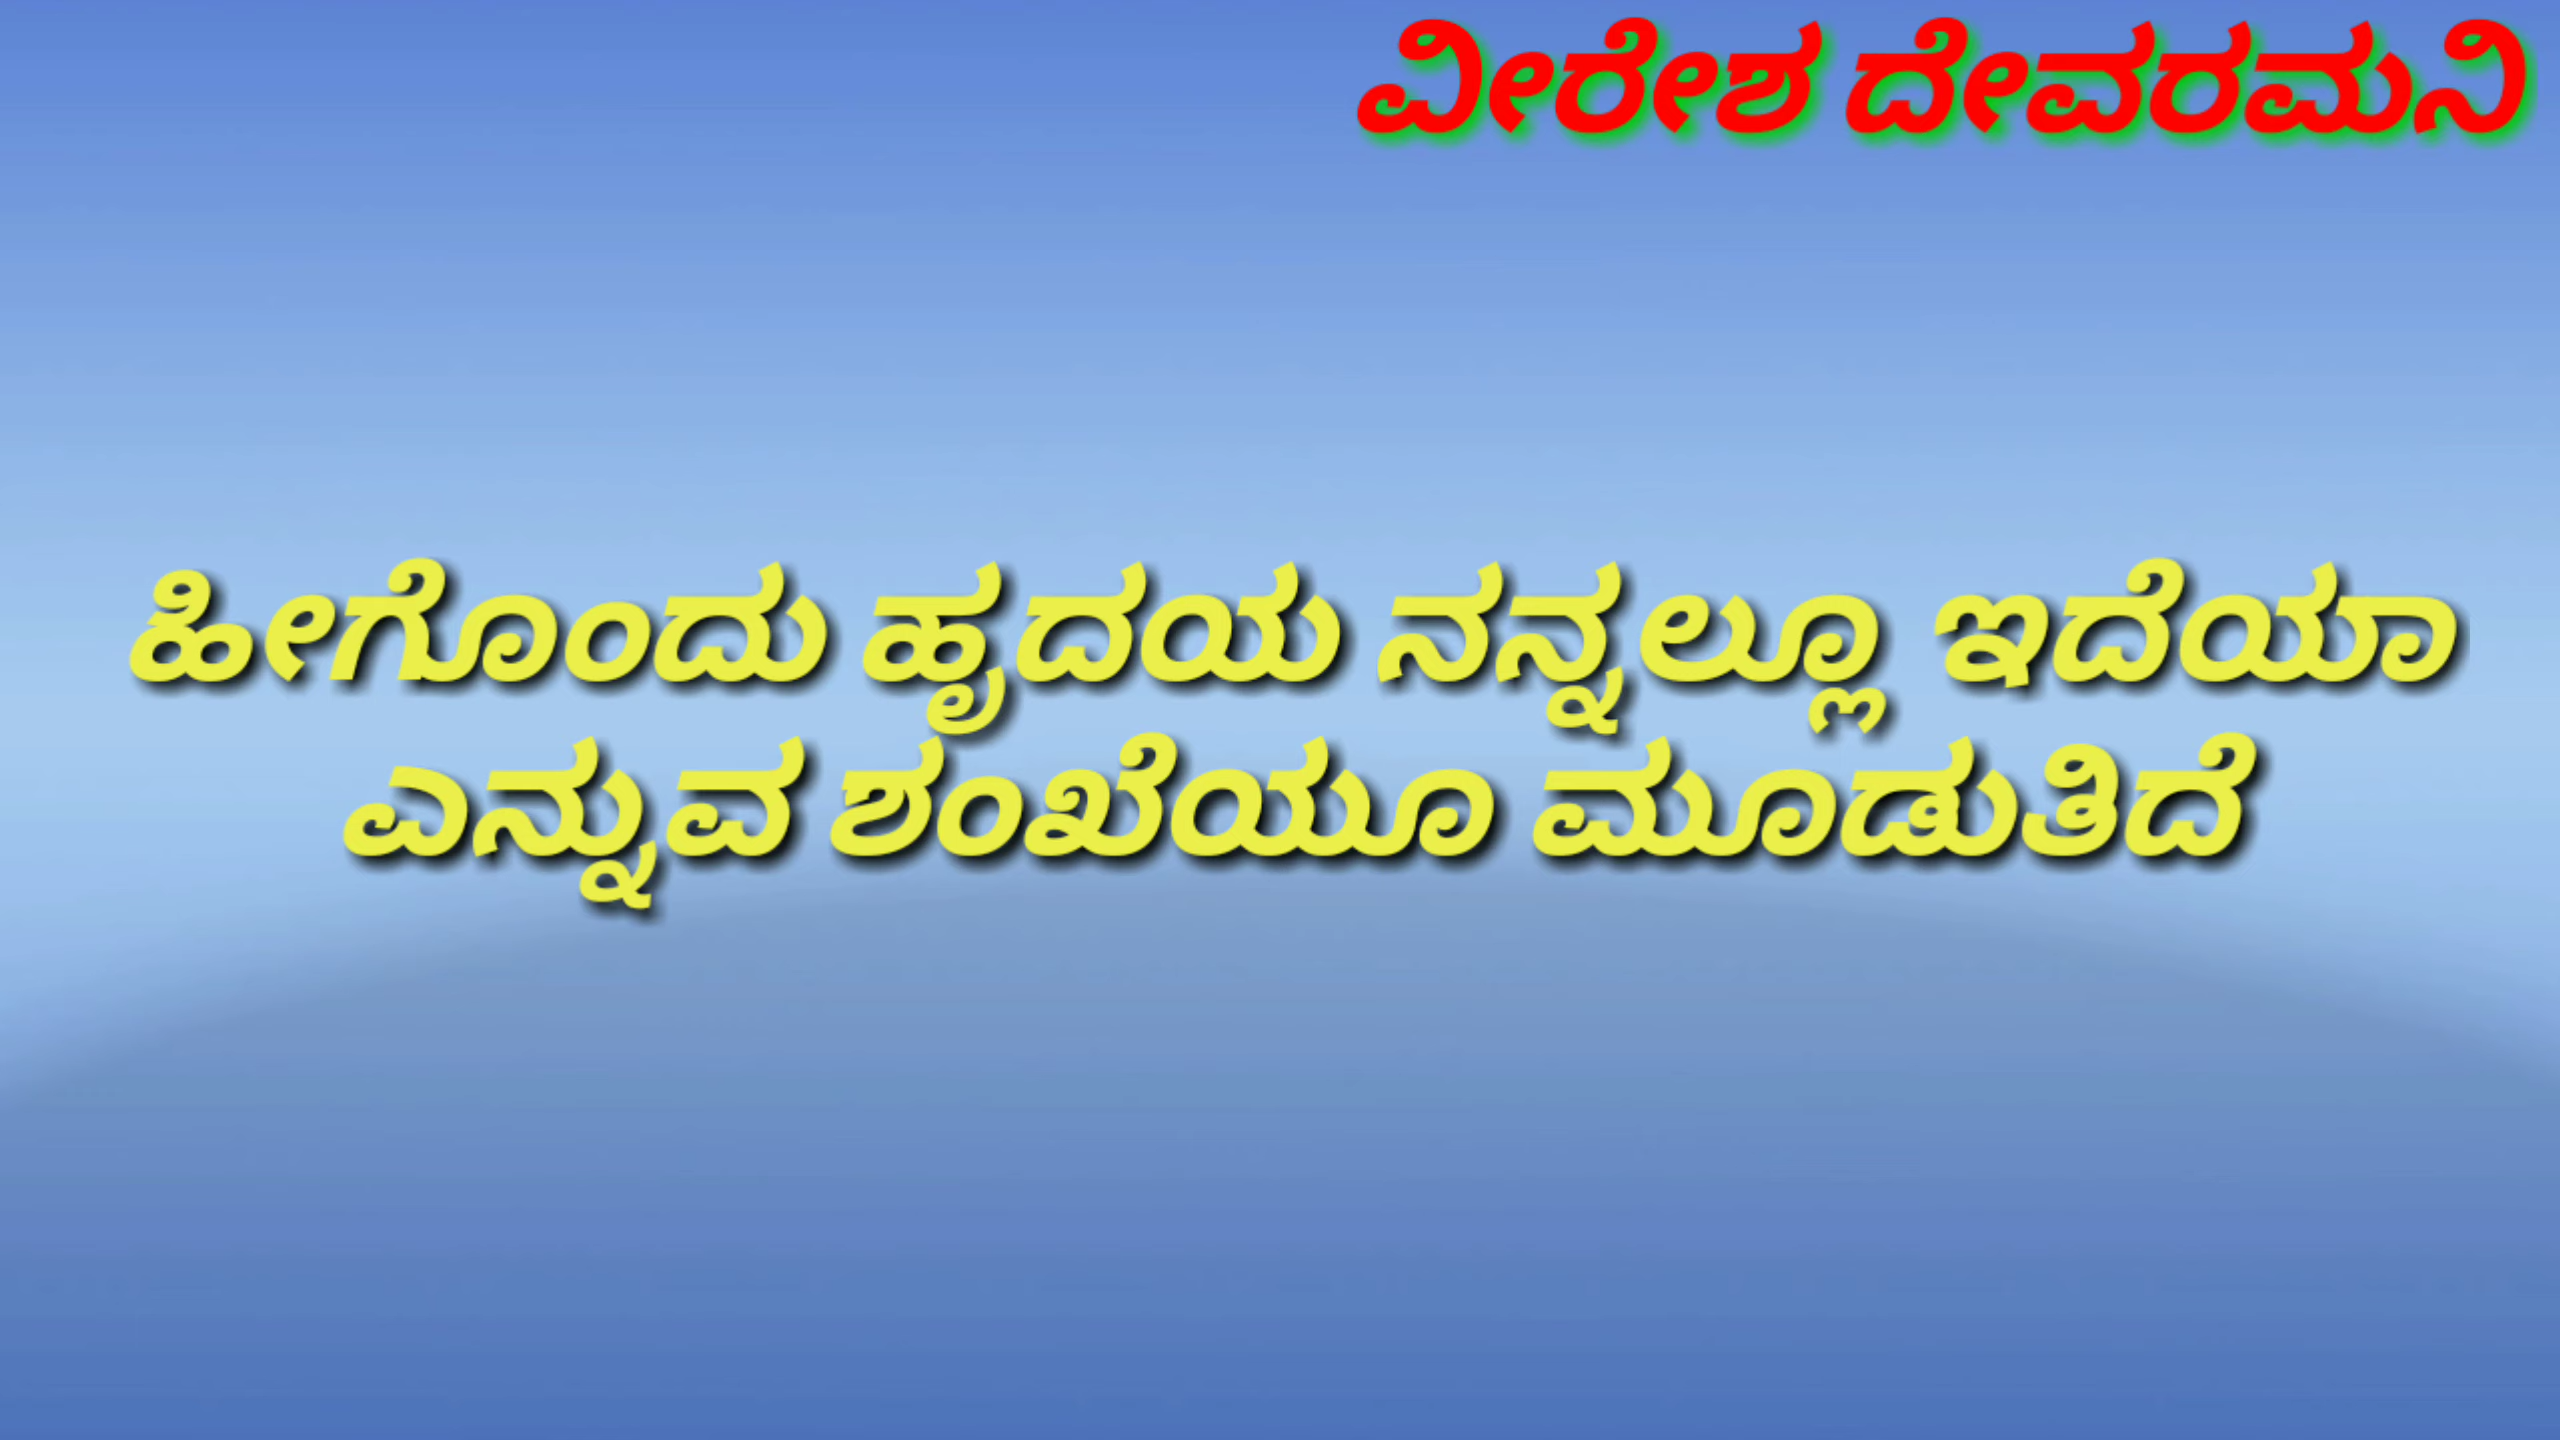 ವೀರೇಶ ದೇವರಮನಿ
ಹೀಗೊಂದು ಹೃದಯ ನನ್ನಲ್ಲೂ ಇದೆಯಾ
ಎನ್ನುವ ಶಂಖೆಯೂ ಮೂಡುತಿದೆ